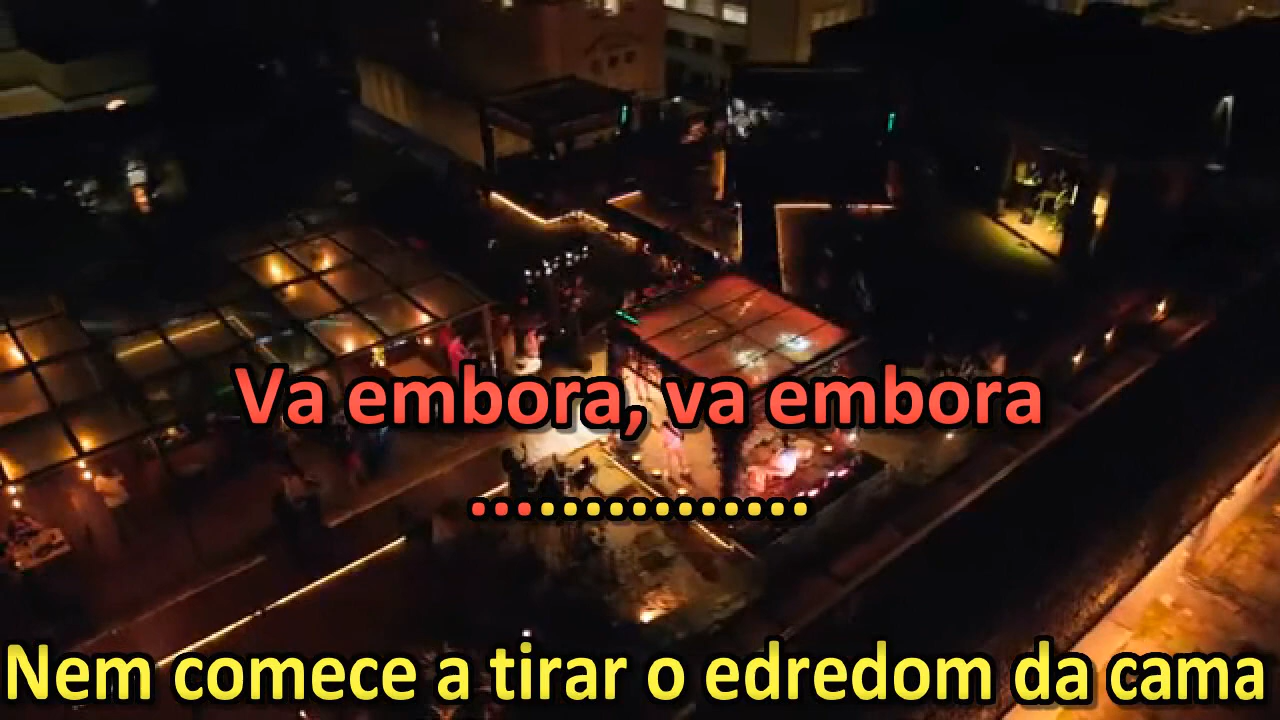 Va embora, va embora
...............
Nem comece a tirar o edredom da cama